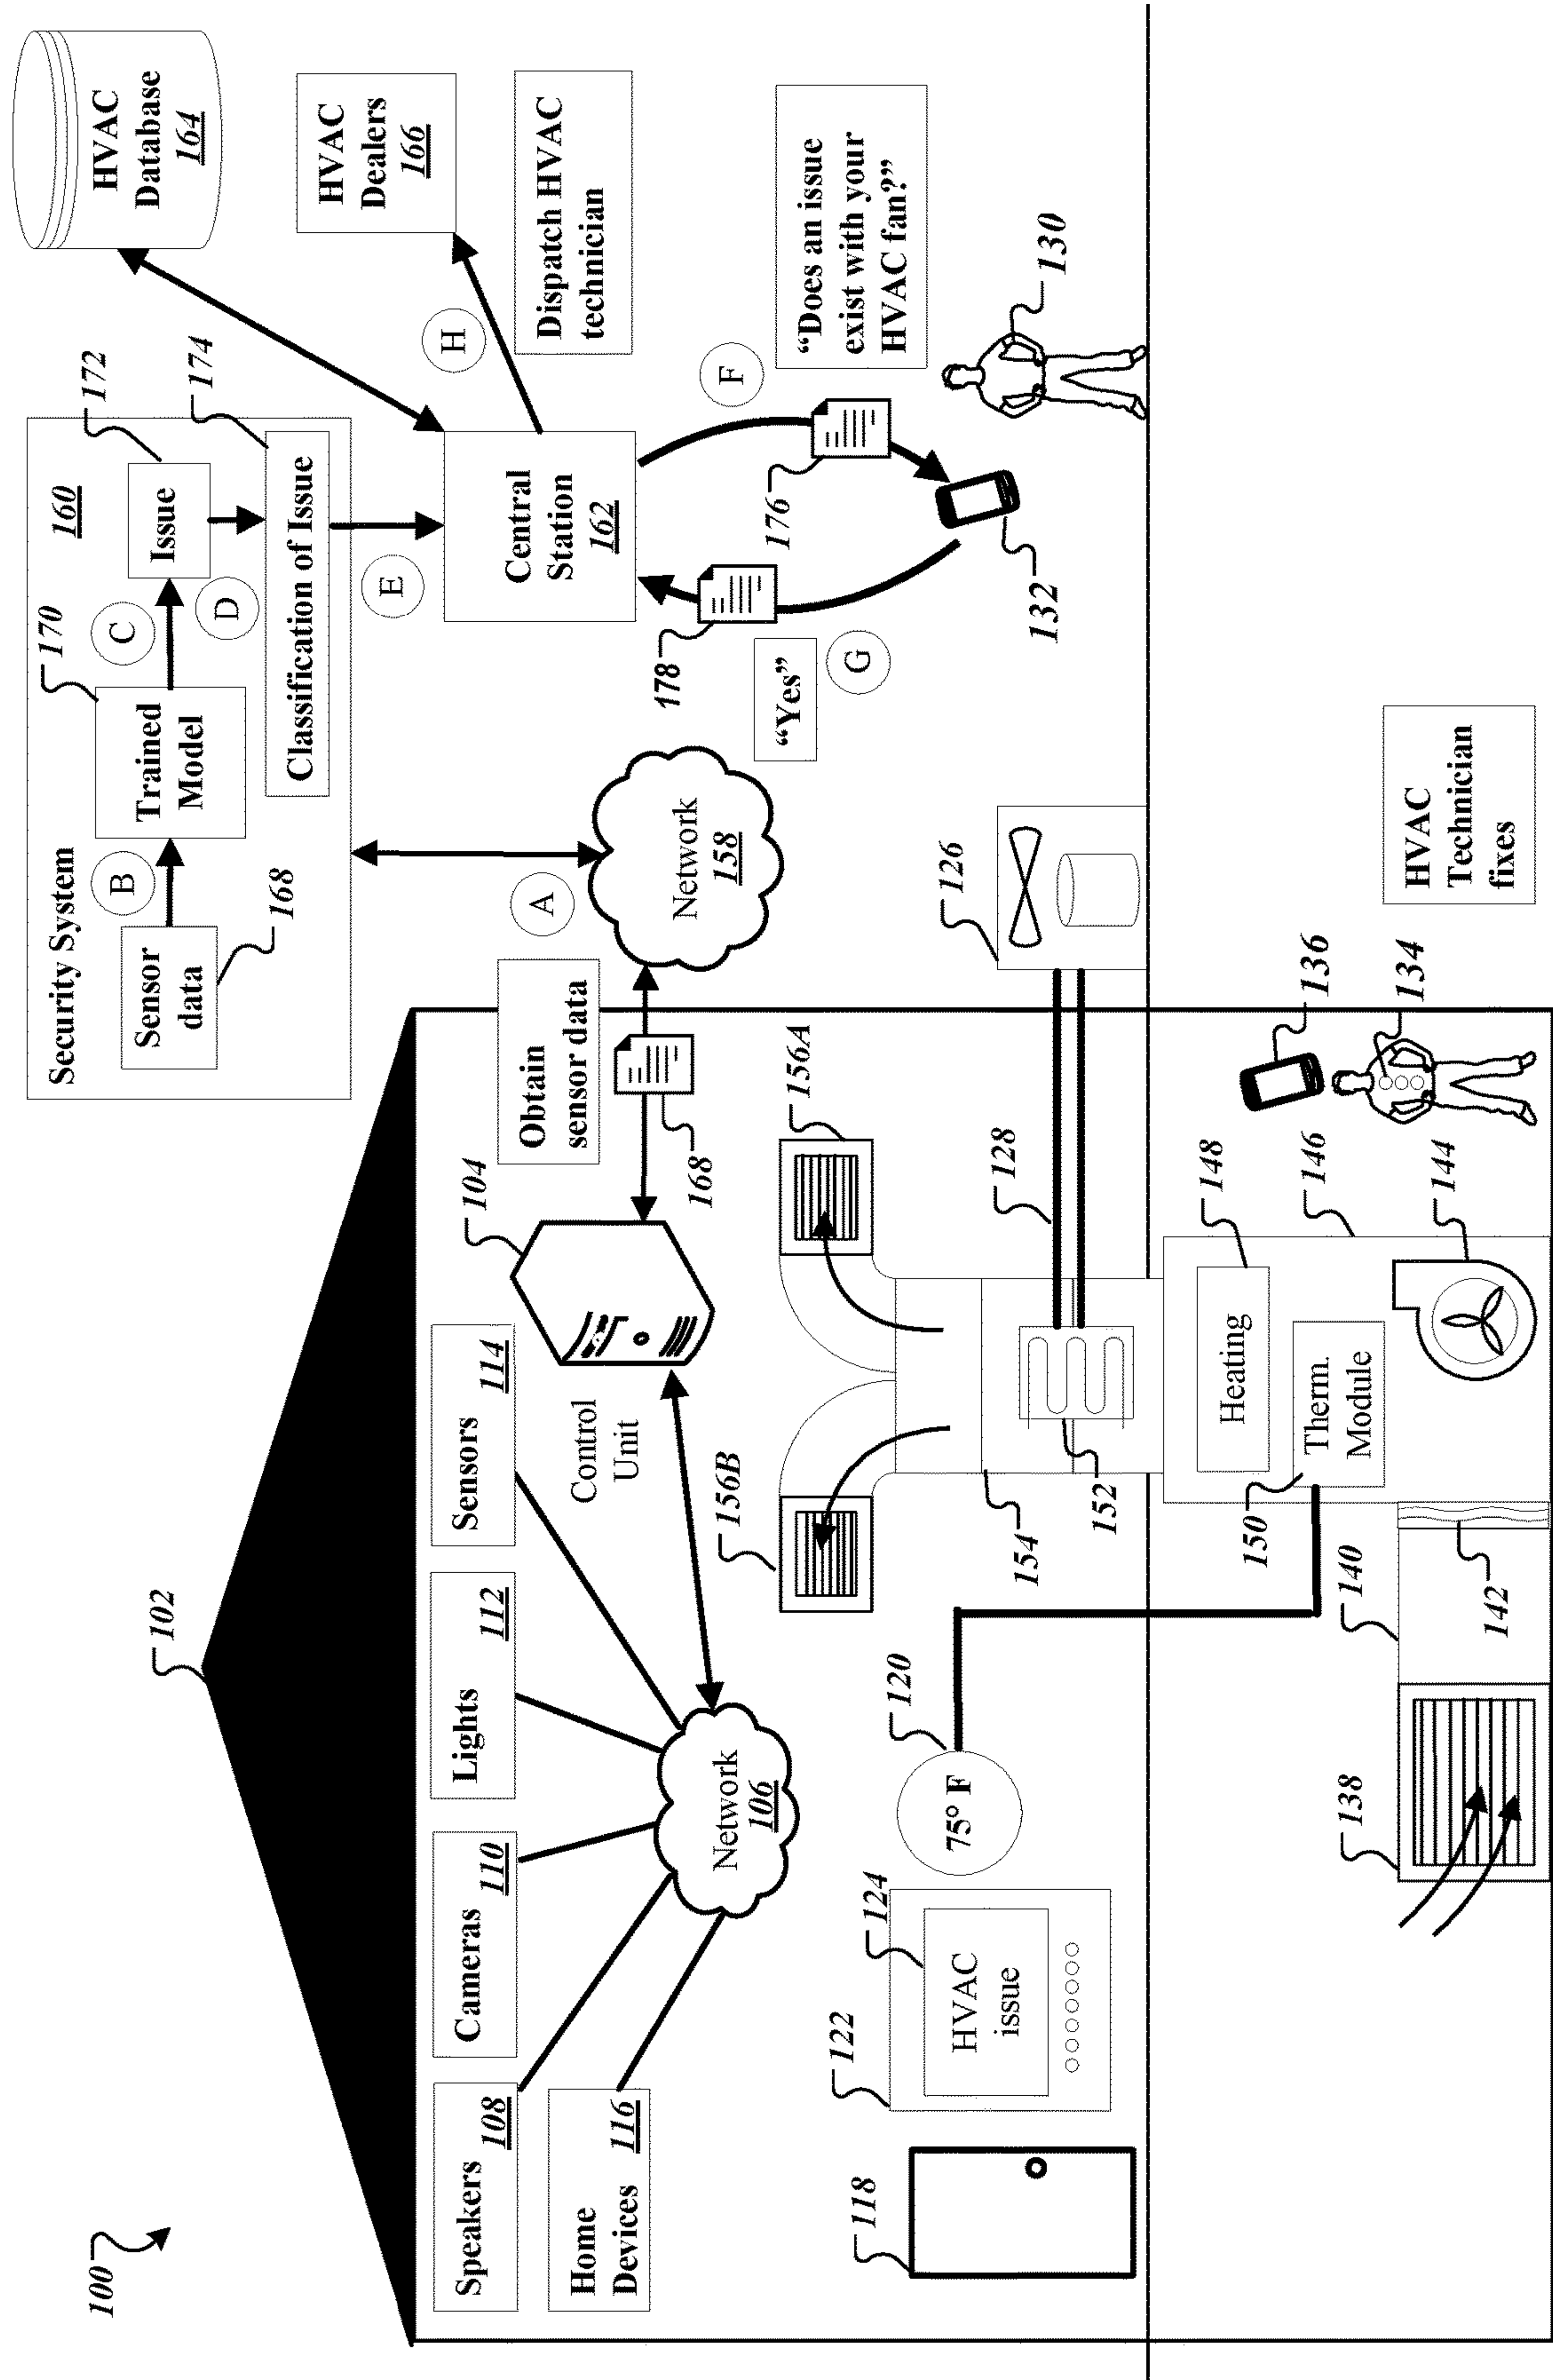 100
102
Security System
160
Sensor
data
168
B
Trained
Model
170
C
Issue
172
D
Classification of Issue
174
E
HVAC
Database
164
HVAC
Dealers
166
H
Dispatch HVAC
technician
Central
Station
162
F
176
“Does an issue
exist with your
HVAC fan?”
130
132
178
“Yes”
G
A
Network
158
Obtain
sensor data
168
104
Control
Unit
Speakers
108
Cameras
110
Lights
112
Sensors
114
Home
Devices
116
Network
106
118
122
124
HVAC
issue
120
75° F
156B
156A
154
152
128
126
138
140
142
150
Heating
Therm.
Module
148
146
144
136
134
HVAC
Technician
fixes